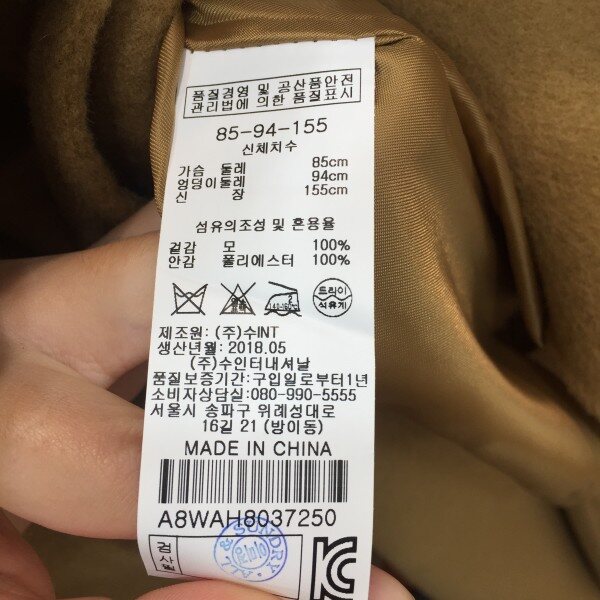 품질경영 및 공산품안전
관리법에 의한 품질표시
85-94-155
신체치수
가슴 둘레 85cm
엉덩이둘레 94cm
신 장 155cm
섬유의조성 및 혼용율
겉감 모 100%
안감 폴리에스터 100%
드라이
석유계
제조원: (주)수INT
생산년월: 2018.05
(주)수인터내셔날
품질보증기간:구입일로부터1년
소비자상담실:080-990-5555
서울시 송파구 위례성대로
16길 21 (방이동)
MADE IN CHINA
A8WAH8037250
검사필
ALL & SUNDRY